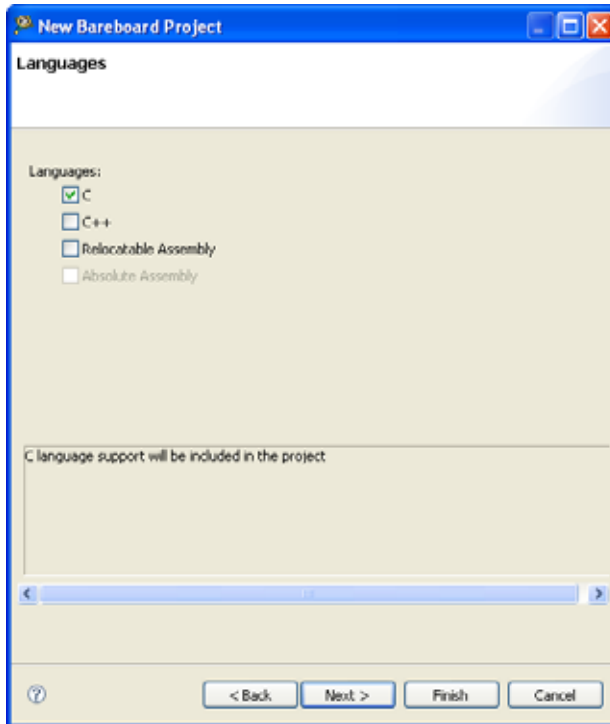 New Bareboard Project
Languages
Languages:
C
C++
Relocatable Assembly
Absolute Assembly
C language support will be included in the project
?
< Back Next > Finish Cancel